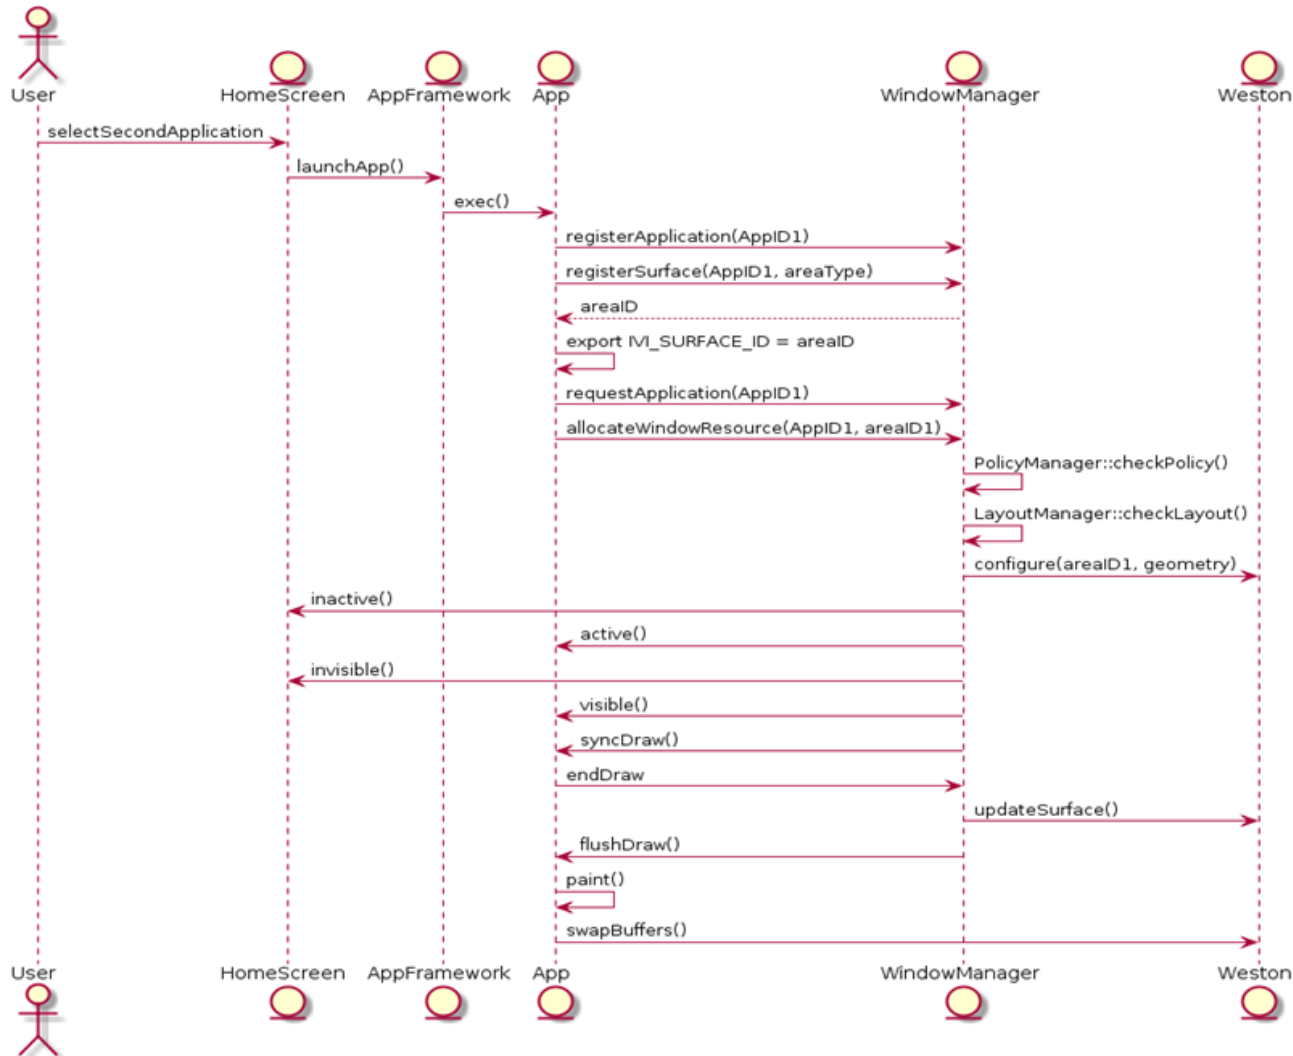 User HomeScreen AppFramework App WindowManager Weston
selectSecondApplication
launchApp()
exec()
registerApplication(AppID1)
registerSurface(AppID1, areaType)
areaID
export IVI_SURFACE_ID = areaID
requestApplication(AppID1)
allocateWindowResource(AppID1, areaID1)
PolicyManager::checkPolicy()
LayoutManager::checkLayout()
configure(areaID1, geometry)
inactive()
active()
invisible()
visible()
syncDraw()
endDraw
updateSurface()
flushDraw()
paint()
swapBuffers()
User HomeScreen AppFramework App WindowManager Weston